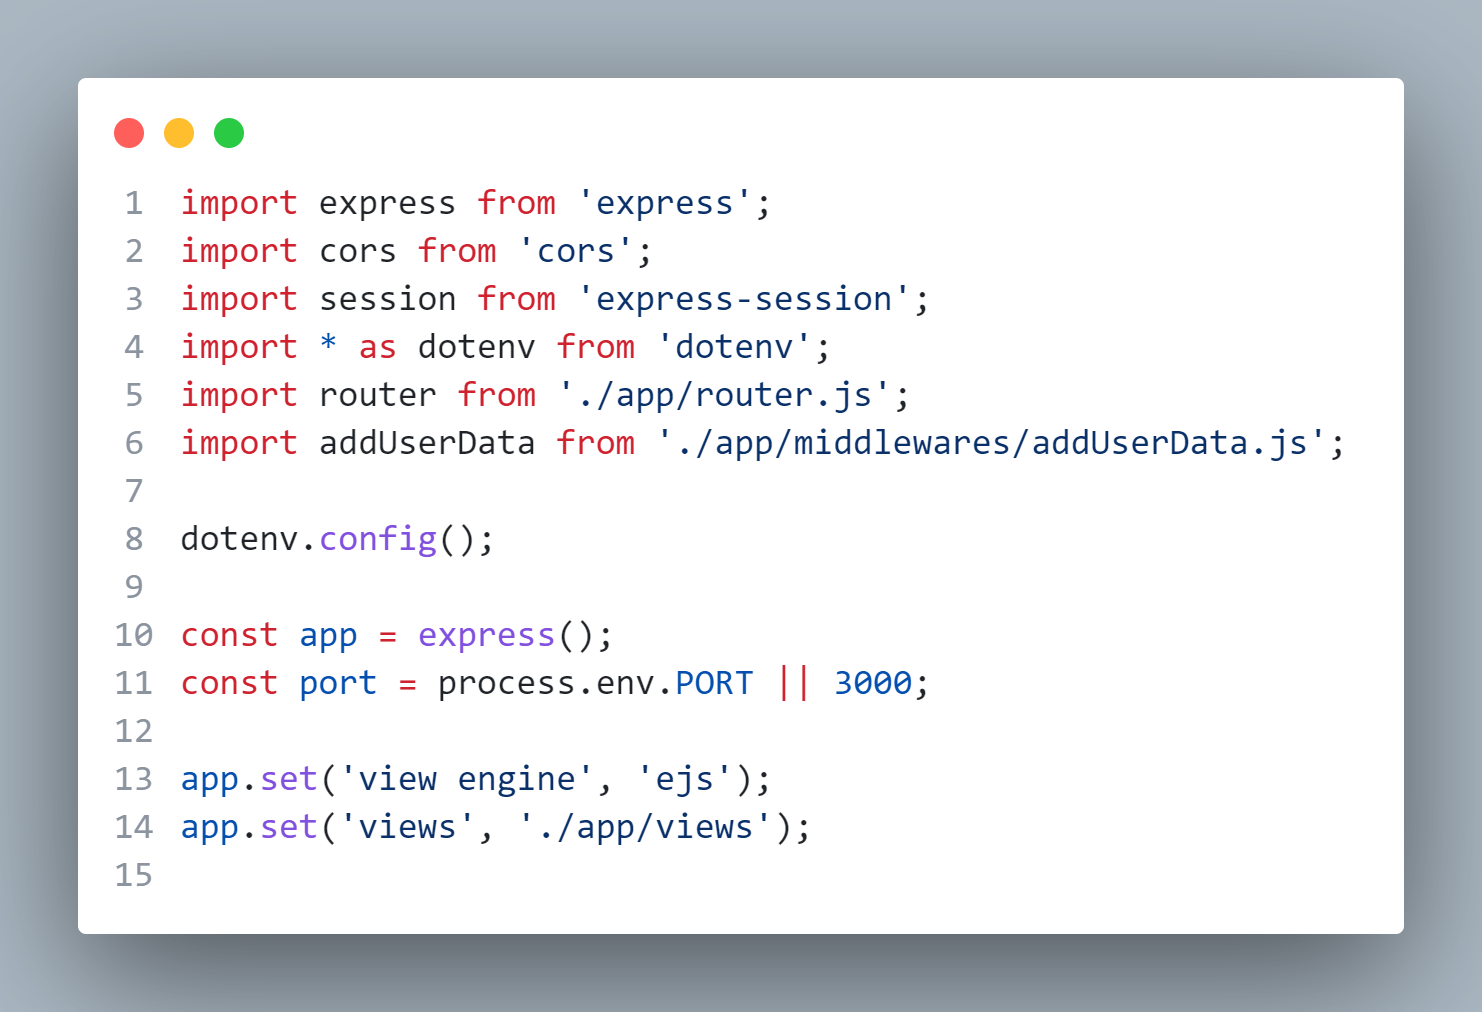 1 import express from 'express';
2 import cors from 'cors';
3 import session from 'express-session';
4 import * as dotenv from 'dotenv';
5 import router from './app/router.js';
6 import addUserData from './app/middlewares/addUserData.js';
7
8 dotenv.config();
9
10 const app = express();
11 const port = process.env.PORT || 3000;
12
13 app.set('view engine', 'ejs');
14 app.set('views', './app/views');
15